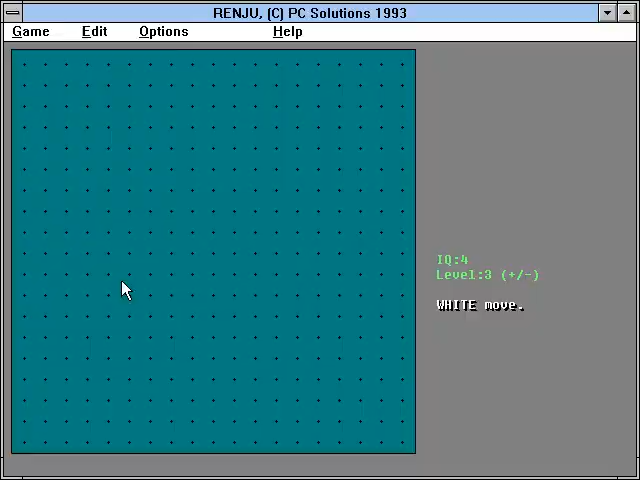 RENJU, (C) PC Solutions 1993
Game Edit Options Help
IQ:4
Level:3 (+/-)
WHITE move.